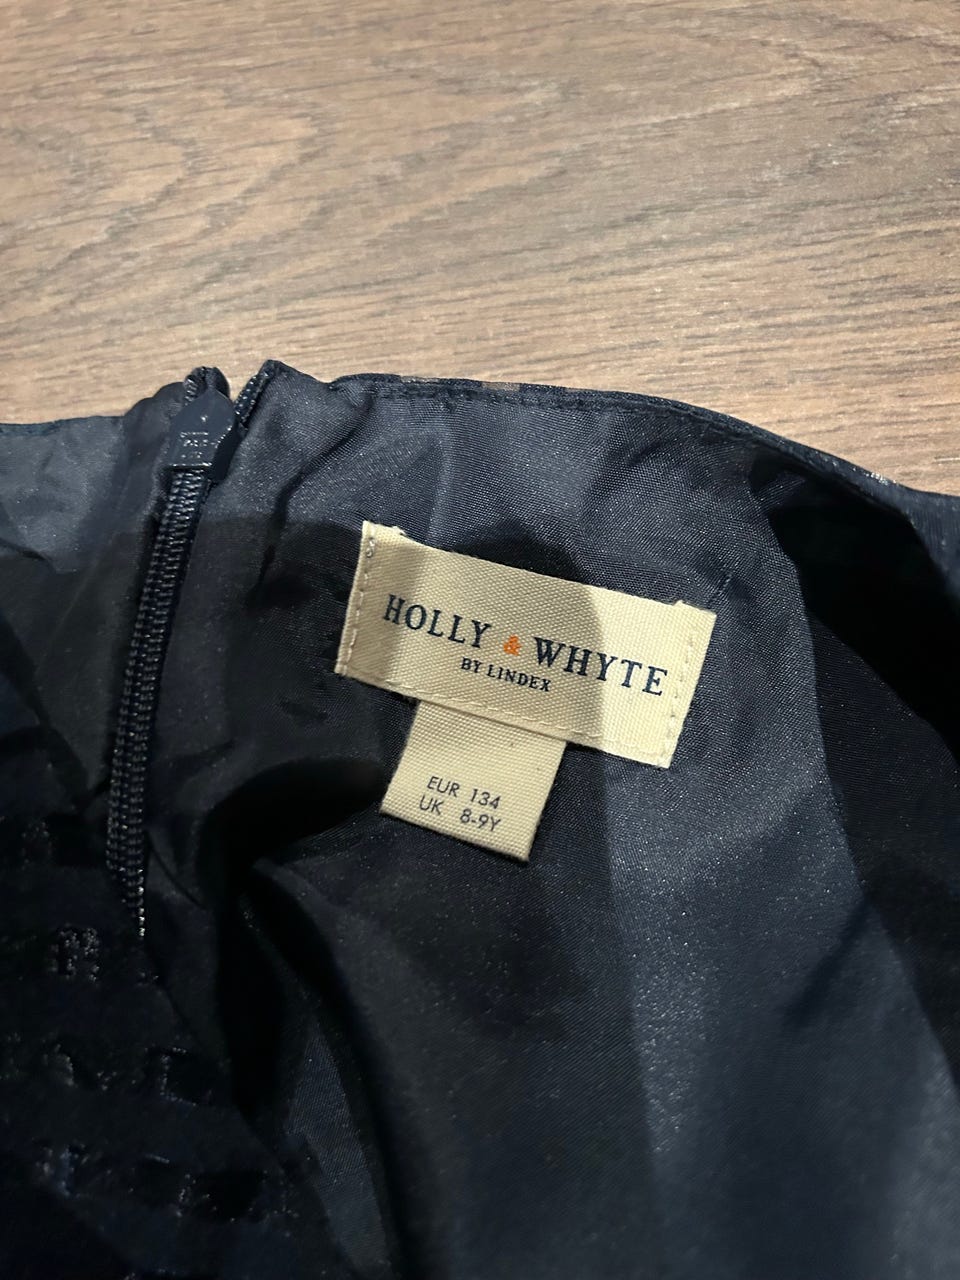 HOLLY & WHYTE
BY LINDEX
EUR 134
UK 8-9Y